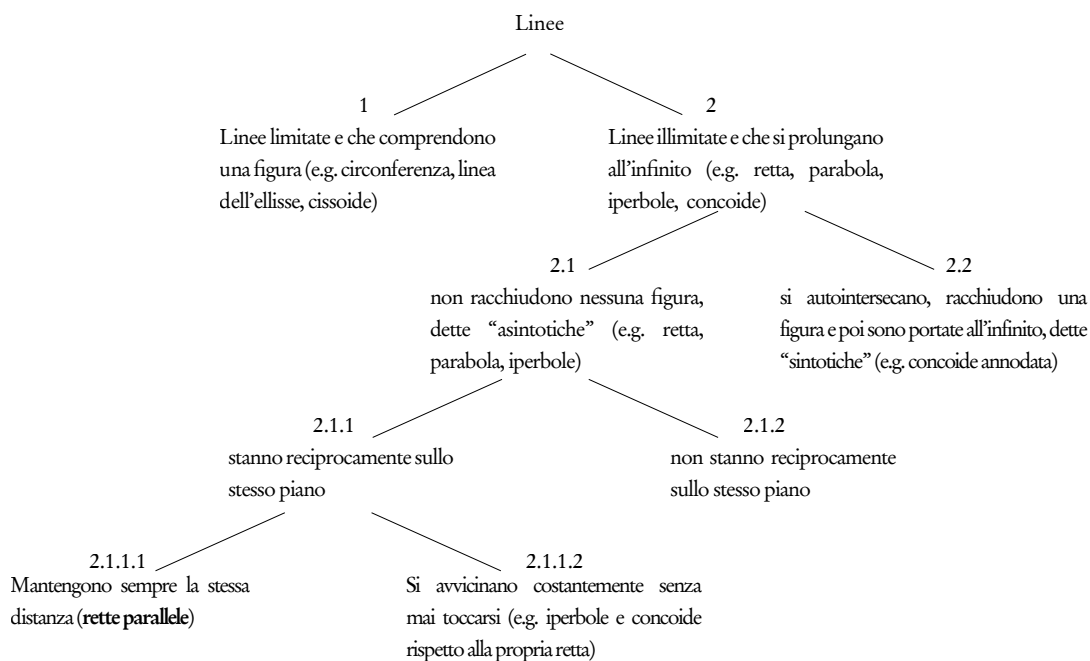 Linee
1
Linee limitate e che comprendono
una figura (e.g. circonferenza, linea
dell'ellisse, cissoide)
2
Linee illimitate e che si prolungano
all'infinito (e.g. retta, parabola,
iperbole, concoide)
2.1
non racchiudono nessuna figura,
dette “asintotiche” (e.g. retta,
parabola, iperbole)
2.2
si autointersecano, racchiudono una
figura e poi sono portate all'infinito, dette
“sintotiche” (e.g. concoide annodata)
2.1.1
stanno reciprocamente sullo
stesso piano
2.1.2
non stanno reciprocamente
sullo stesso piano
2.1.1.1
Mantengono sempre la stessa
distanza (rette parallele)
2.1.1.2
Si avvicinano costantemente senza
mai toccarsi (e.g. iperbole e concoide
rispetto alla propria retta)